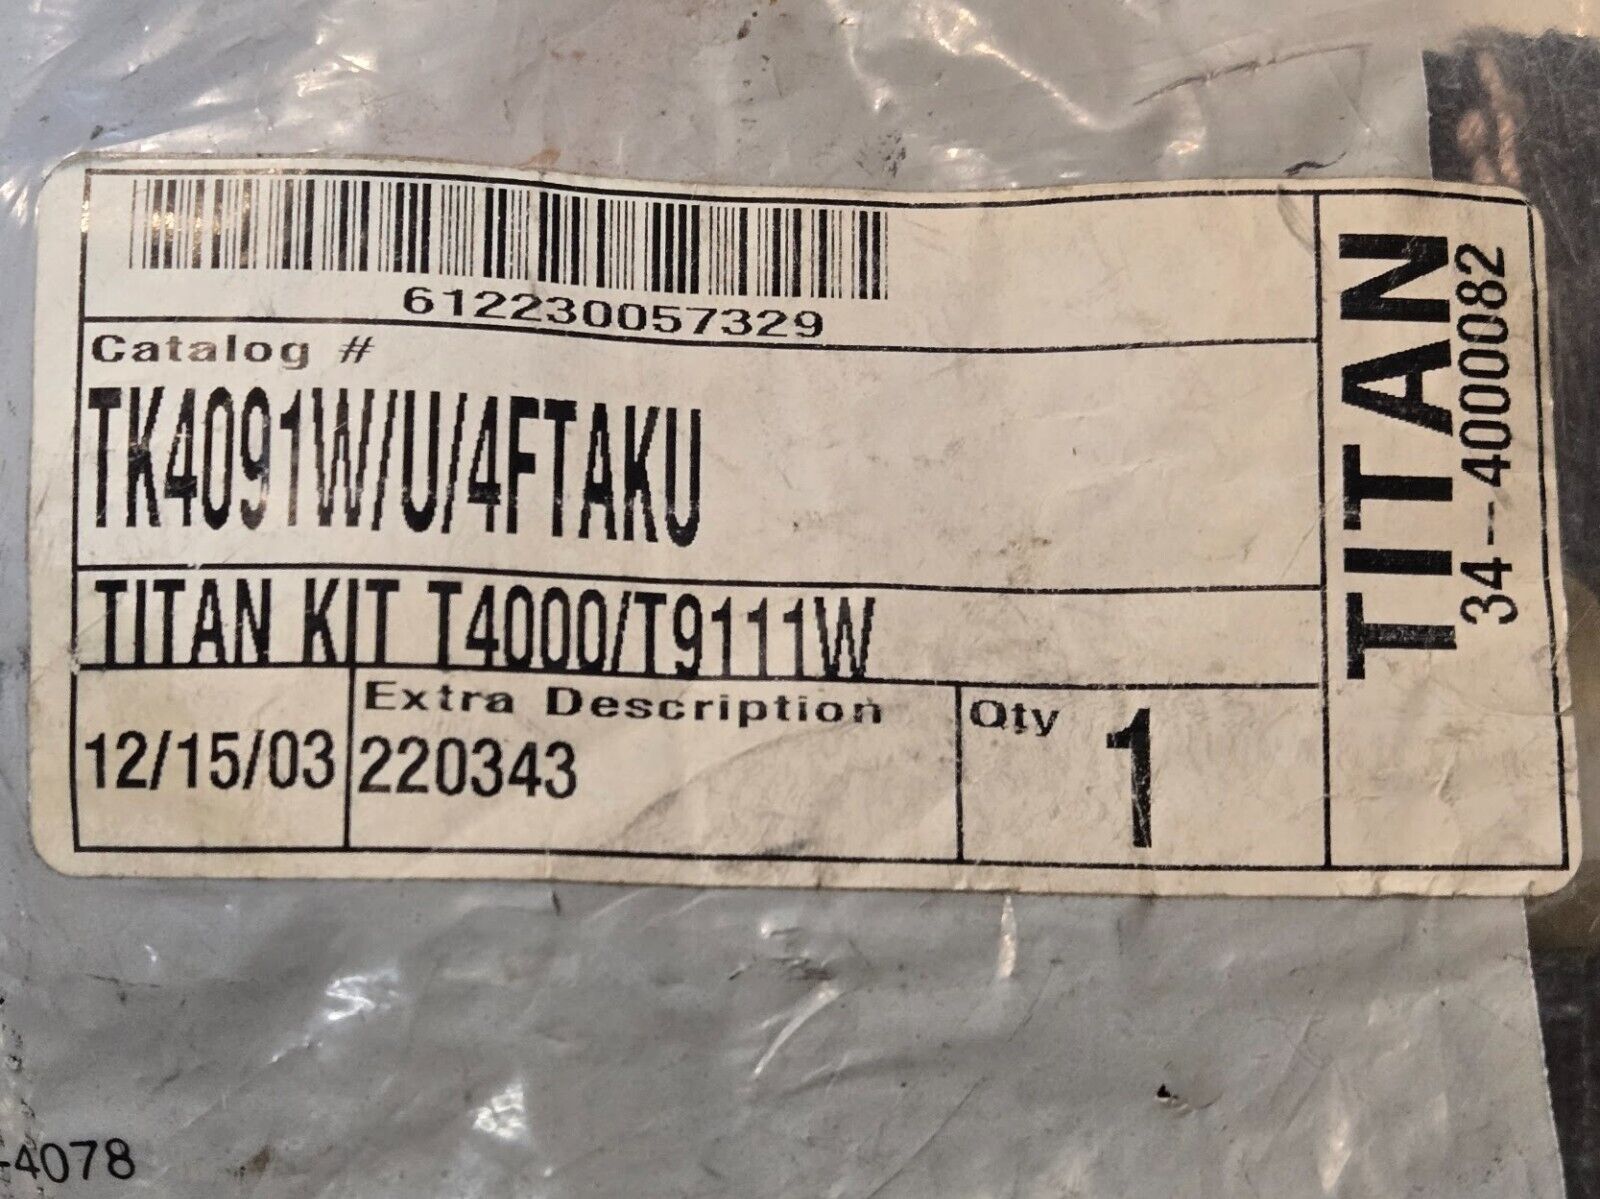 612230057329
Catalog #
TK4091W/U/4FTAKU
TITAN KIT T4000/T9111W
12/15/03
Extra Description
220343
Qty 1
TITAN
34--4000082
-4078